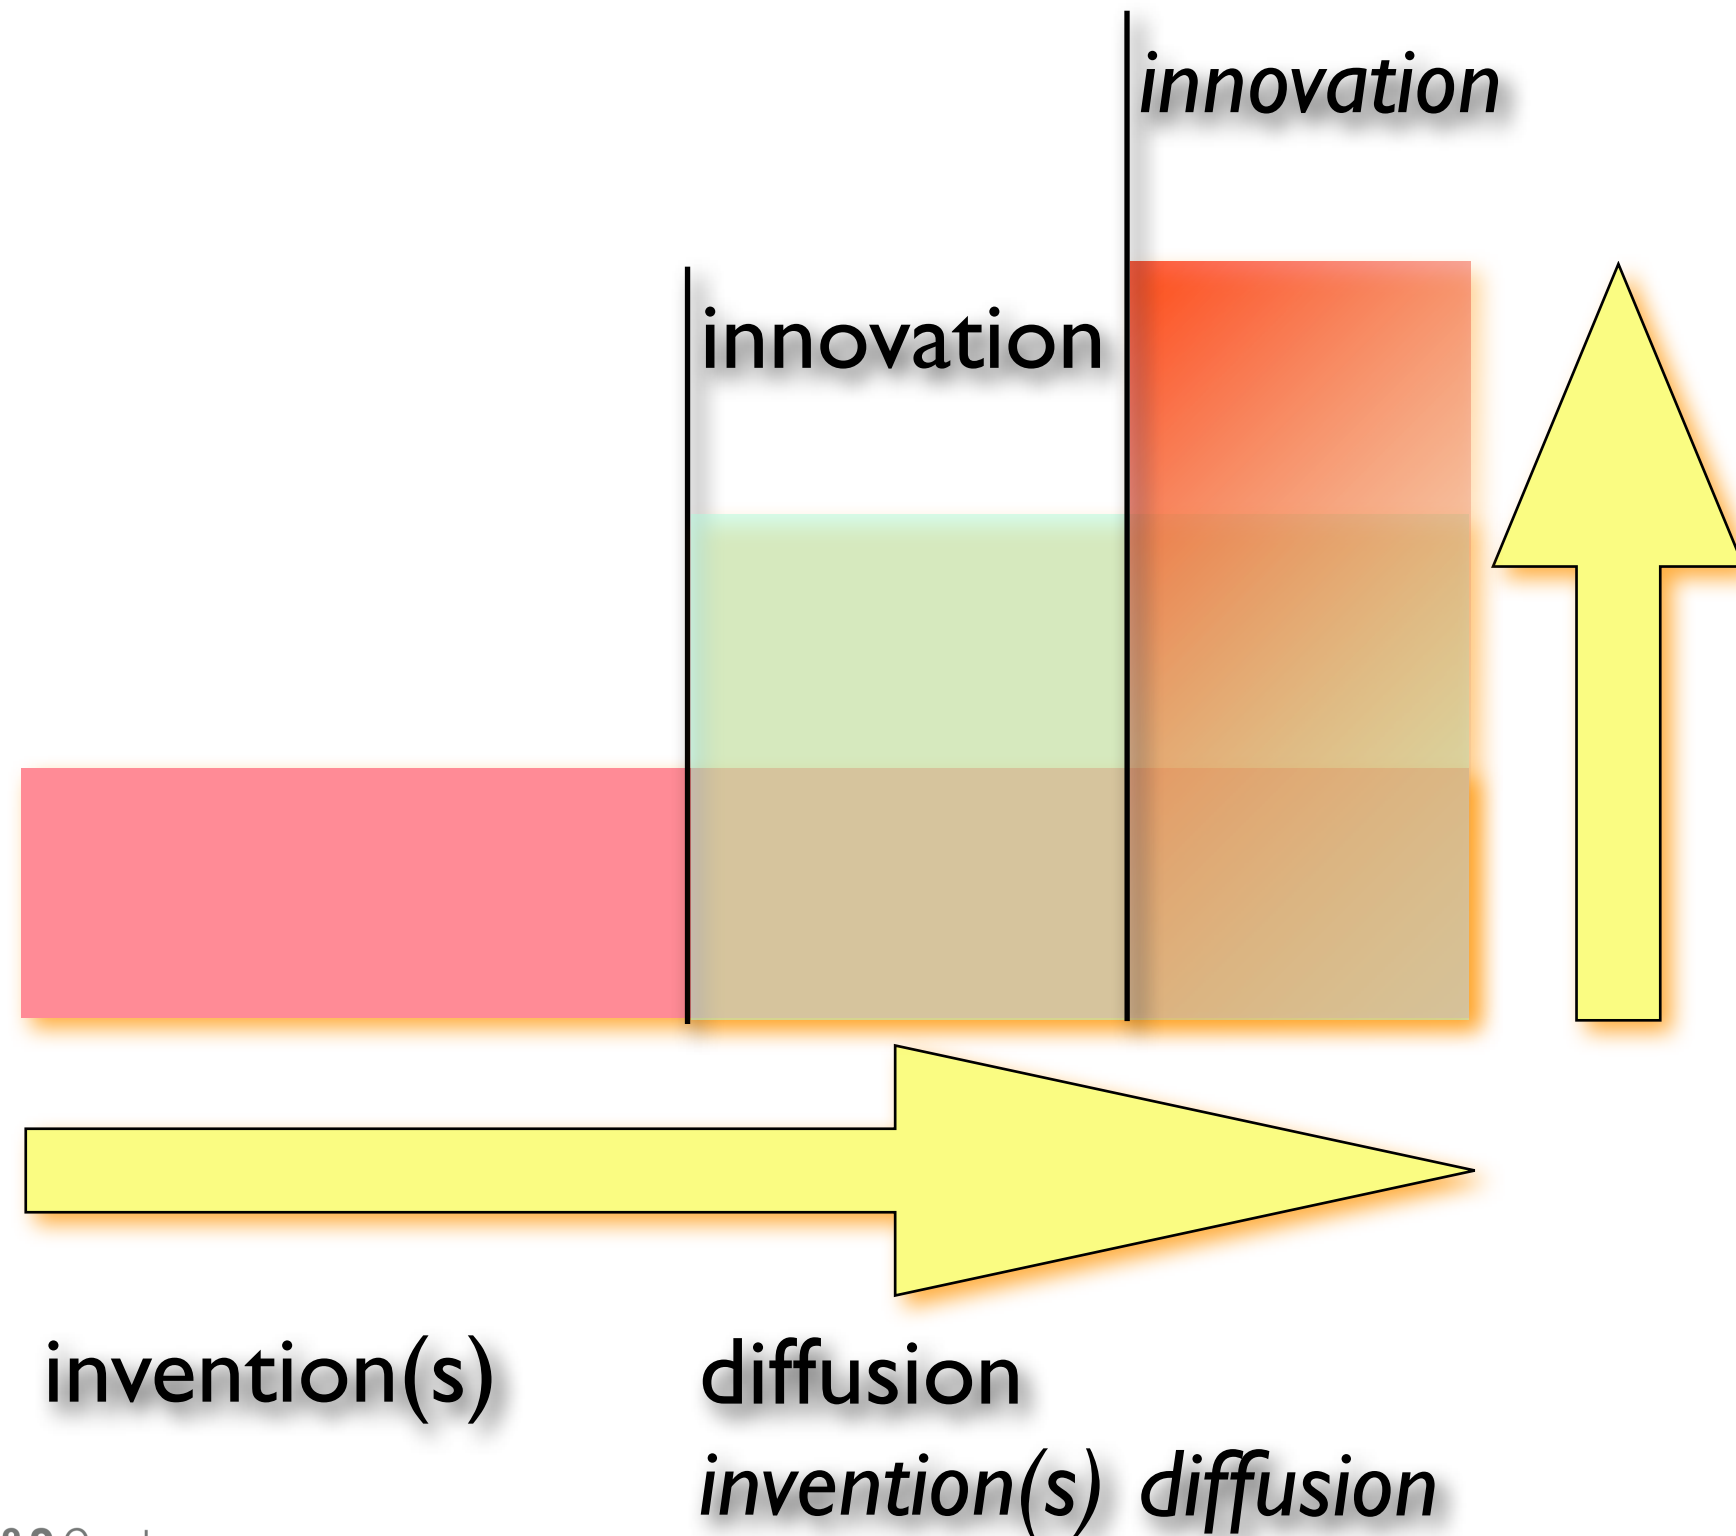 innovation
innovation
invention(s)
diffusion
invention(s) diffusion